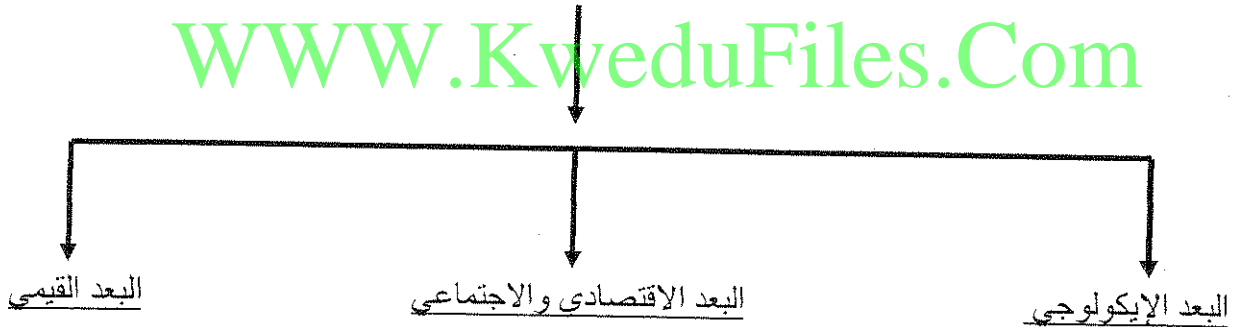 WWW.KweduFiles.Com
البعد الإيكولوجي
البعد الاقتصادي والاجتماعي
البعد القيمي